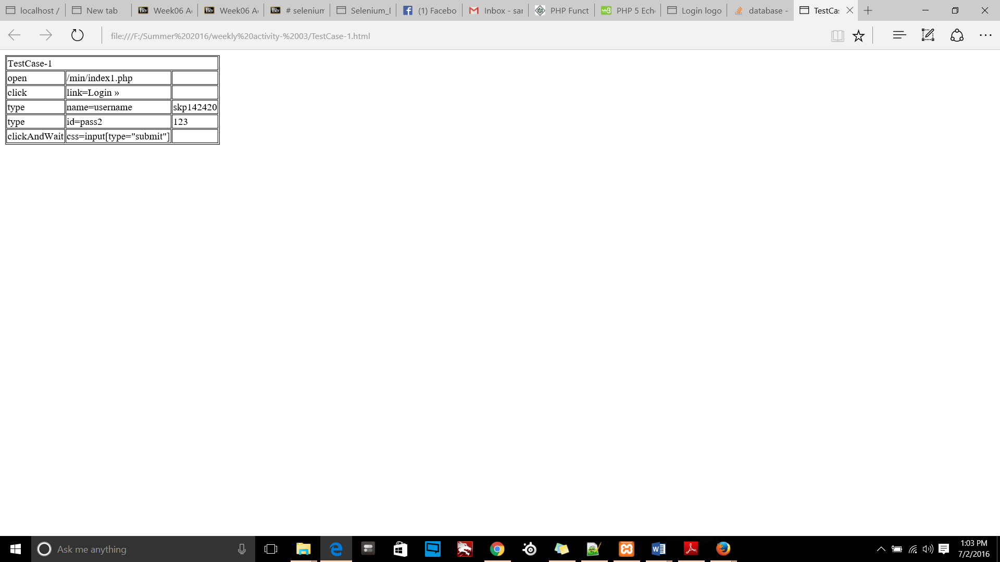 localhost / New tab Week06 A Week06 A # selenium Selenium_ (1) Facebo Inbox - sar PHP Funct PHP 5 Ech Login logo database - TestCa
file:///F:/Summer%202016/weekly%20activity-%2003/TestCase-1.html
TestCase-1
open /min/index1.php
click link=Login »
type name=username skp142420
type id=pass2 123
clickAndWait css=input[type="submit"]
Ask me anything
1:03 PM
7/2/2016